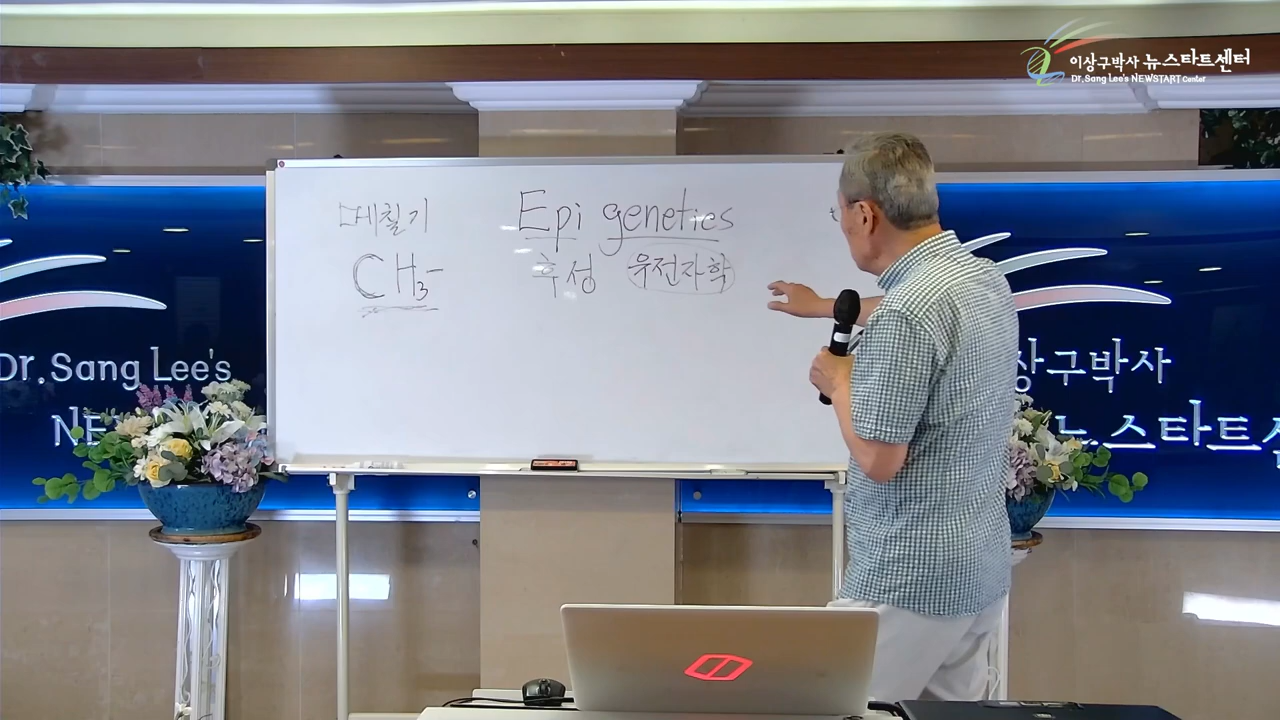 이상구박사 뉴스타트센터
Dr. Sang Lee's NEWSTART Center
메칠기
Epi genetics
CH₃-
후성 유전자학
Dr. Sang Lee's
상구박사
뉴스타트센